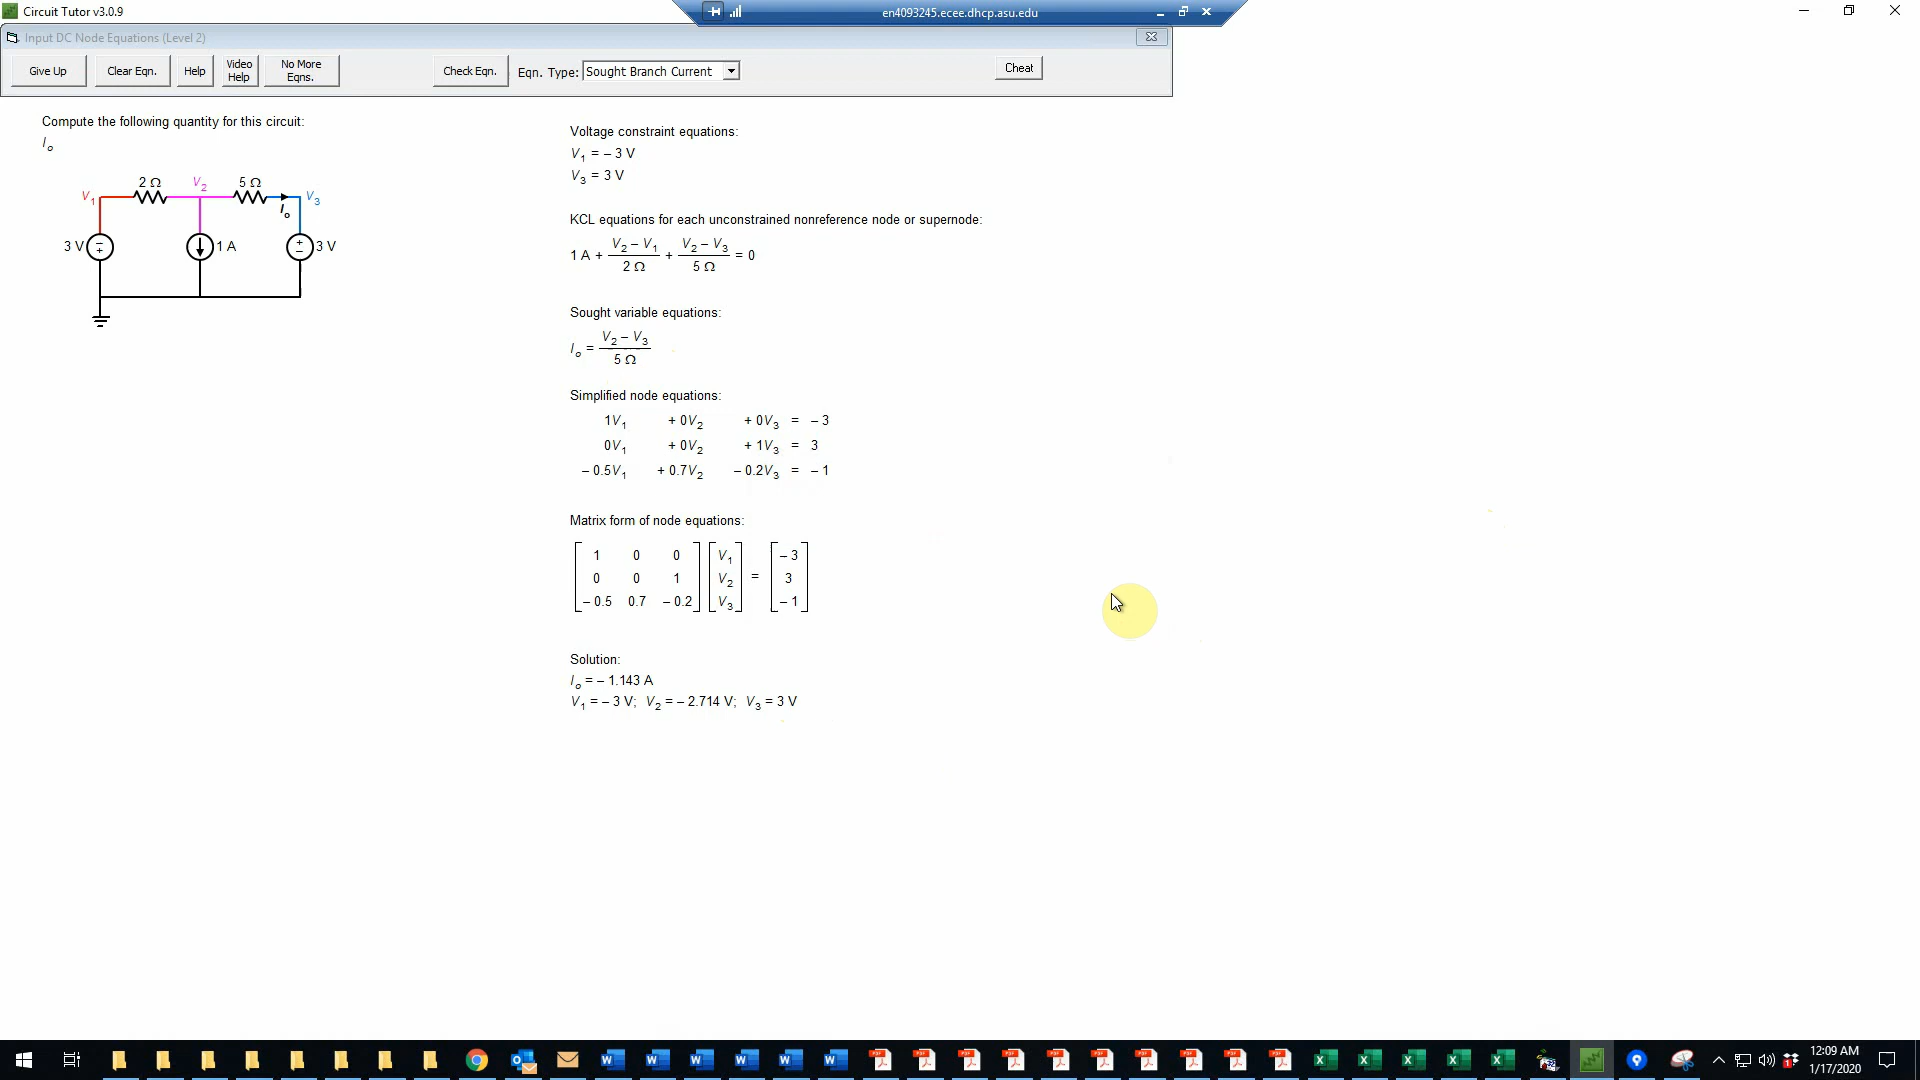 Circuit Tutor v3.0.9
en4093245.ecee.dhcp.asu.edu
Input DC Node Equations (Level 2)
Give Up
Clear Eqn.
Help
Video Help
No More Eqns.
Check Eqn.
Eqn. Type: Sought Branch Current
Cheat
Compute the following quantity for this circuit:
Io
2 Ω
V2
5 Ω
V1
V3
Io
3 V
1 A
3 V
Voltage constraint equations:
V1 = – 3 V
V3 = 3 V
KCL equations for each unconstrained nonreference node or supernode:
1 A + (V2 – V1)/(2 Ω) + (V2 – V3)/(5 Ω) = 0
Sought variable equations:
Io = (V2 – V3)/(5 Ω)
Simplified node equations:
1V1 + 0V2 + 0V3 = – 3
0V1 + 0V2 + 1V3 = 3
– 0.5V1 + 0.7V2 – 0.2V3 = – 1
Matrix form of node equations:
1 0 0 V1 – 3
0 0 1 V2 = 3
– 0.5 0.7 – 0.2 V3 – 1
Solution:
Io = – 1.143 A
V1 = – 3 V; V2 = – 2.714 V; V3 = 3 V
12:09 AM
1/17/2020